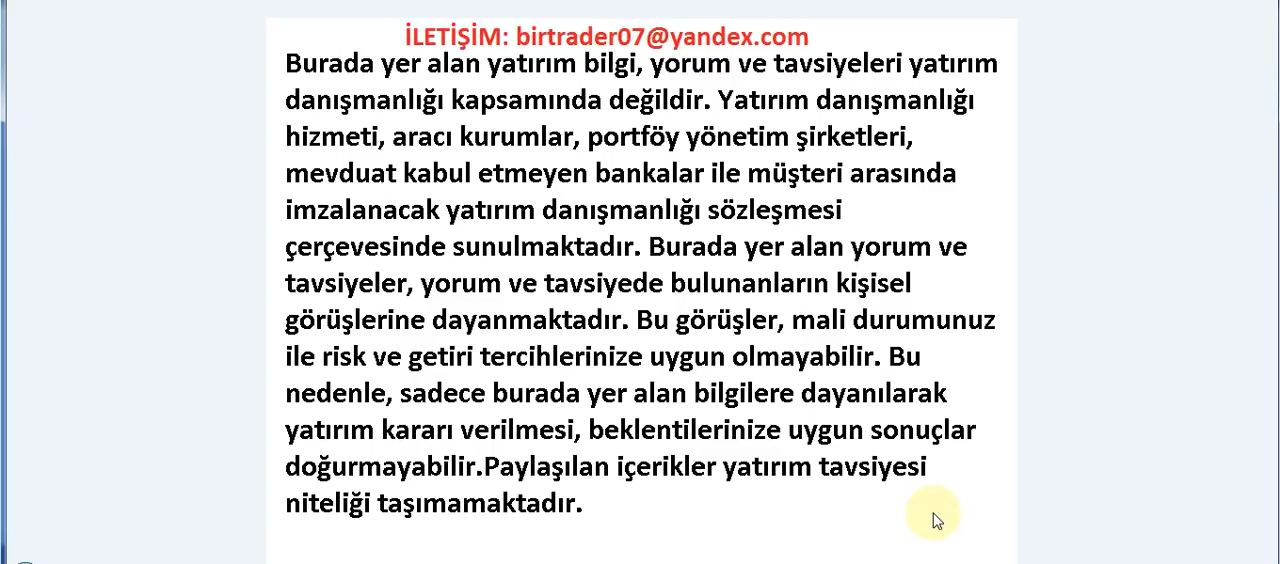 İLETİŞİM: birtrader07@yandex.com
Burada yer alan yatırım bilgi, yorum ve tavsiyeleri yatırım
danışmanlığı kapsamında değildir. Yatırım danışmanlığı
hizmeti, aracı kurumlar, portföy yönetim şirketleri,
mevduat kabul etmeyen bankalar ile müşteri arasında
imzalanacak yatırım danışmanlığı sözleşmesi
çerçevesinde sunulmaktadır. Burada yer alan yorum ve
tavsiyeler, yorum ve tavsiyede bulunanların kişisel
görüşlerine dayanmaktadır. Bu görüşler, mali durumunuz
ile risk ve getiri tercihlerinize uygun olmayabilir. Bu
nedenle, sadece burada yer alan bilgilere dayanılarak
yatırım kararı verilmesi, beklentilerinize uygun sonuçlar
doğurmayabilir.Paylaşılan içerikler yatırım tavsiyesi
niteliği taşımamaktadır.